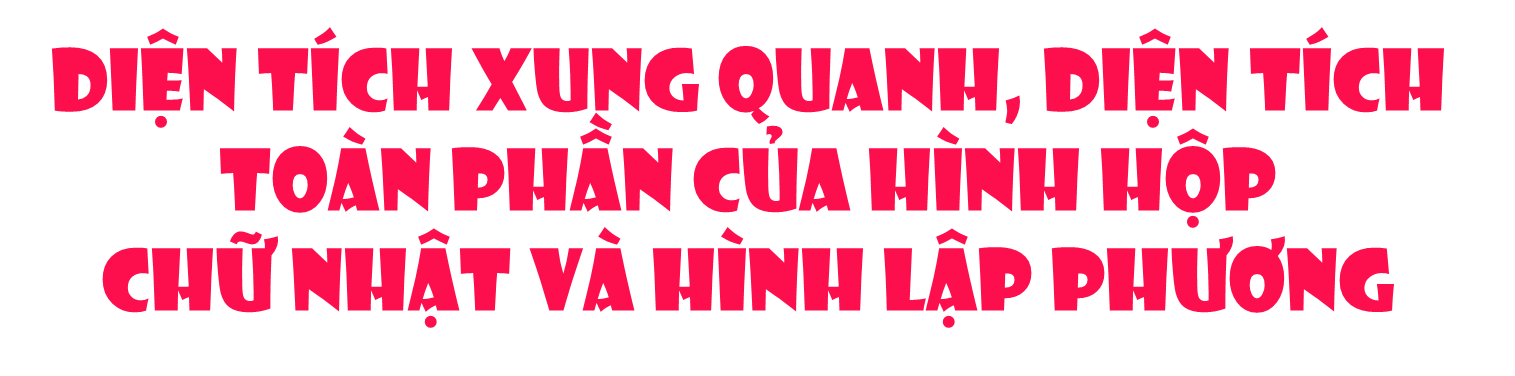 DIỆN TÍCH XUNG QUANH, DIỆN TÍCH
TOÀN PHẦN CỦA HÌNH HỘP
CHỮ NHẬT VÀ HÌNH LẬP PHƯƠNG